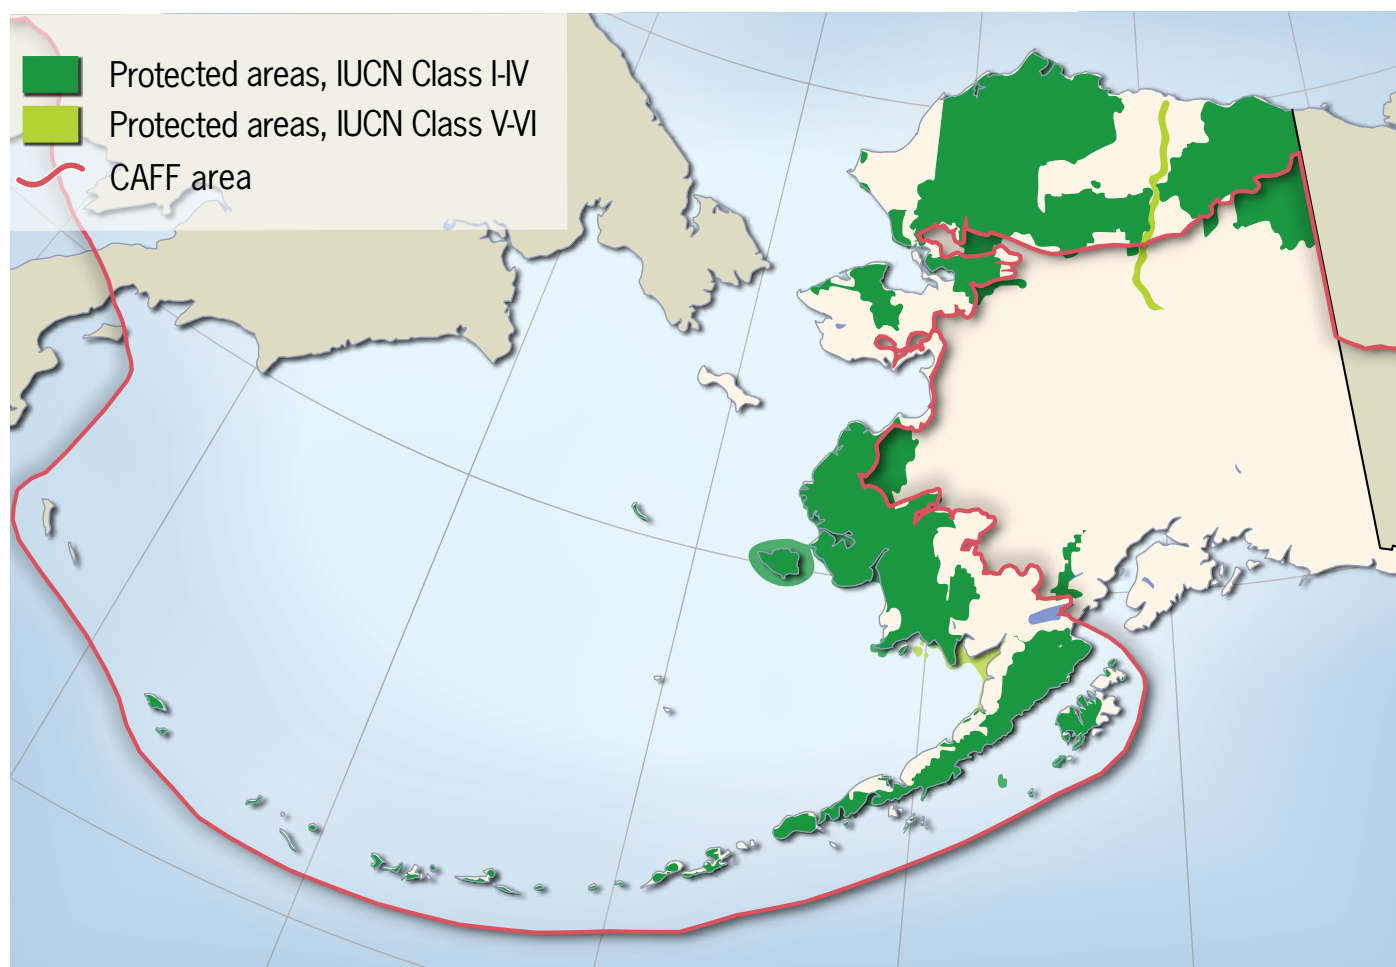 Protected areas, IUCN Class I-IV
Protected areas, IUCN Class V-VI
CAFF area